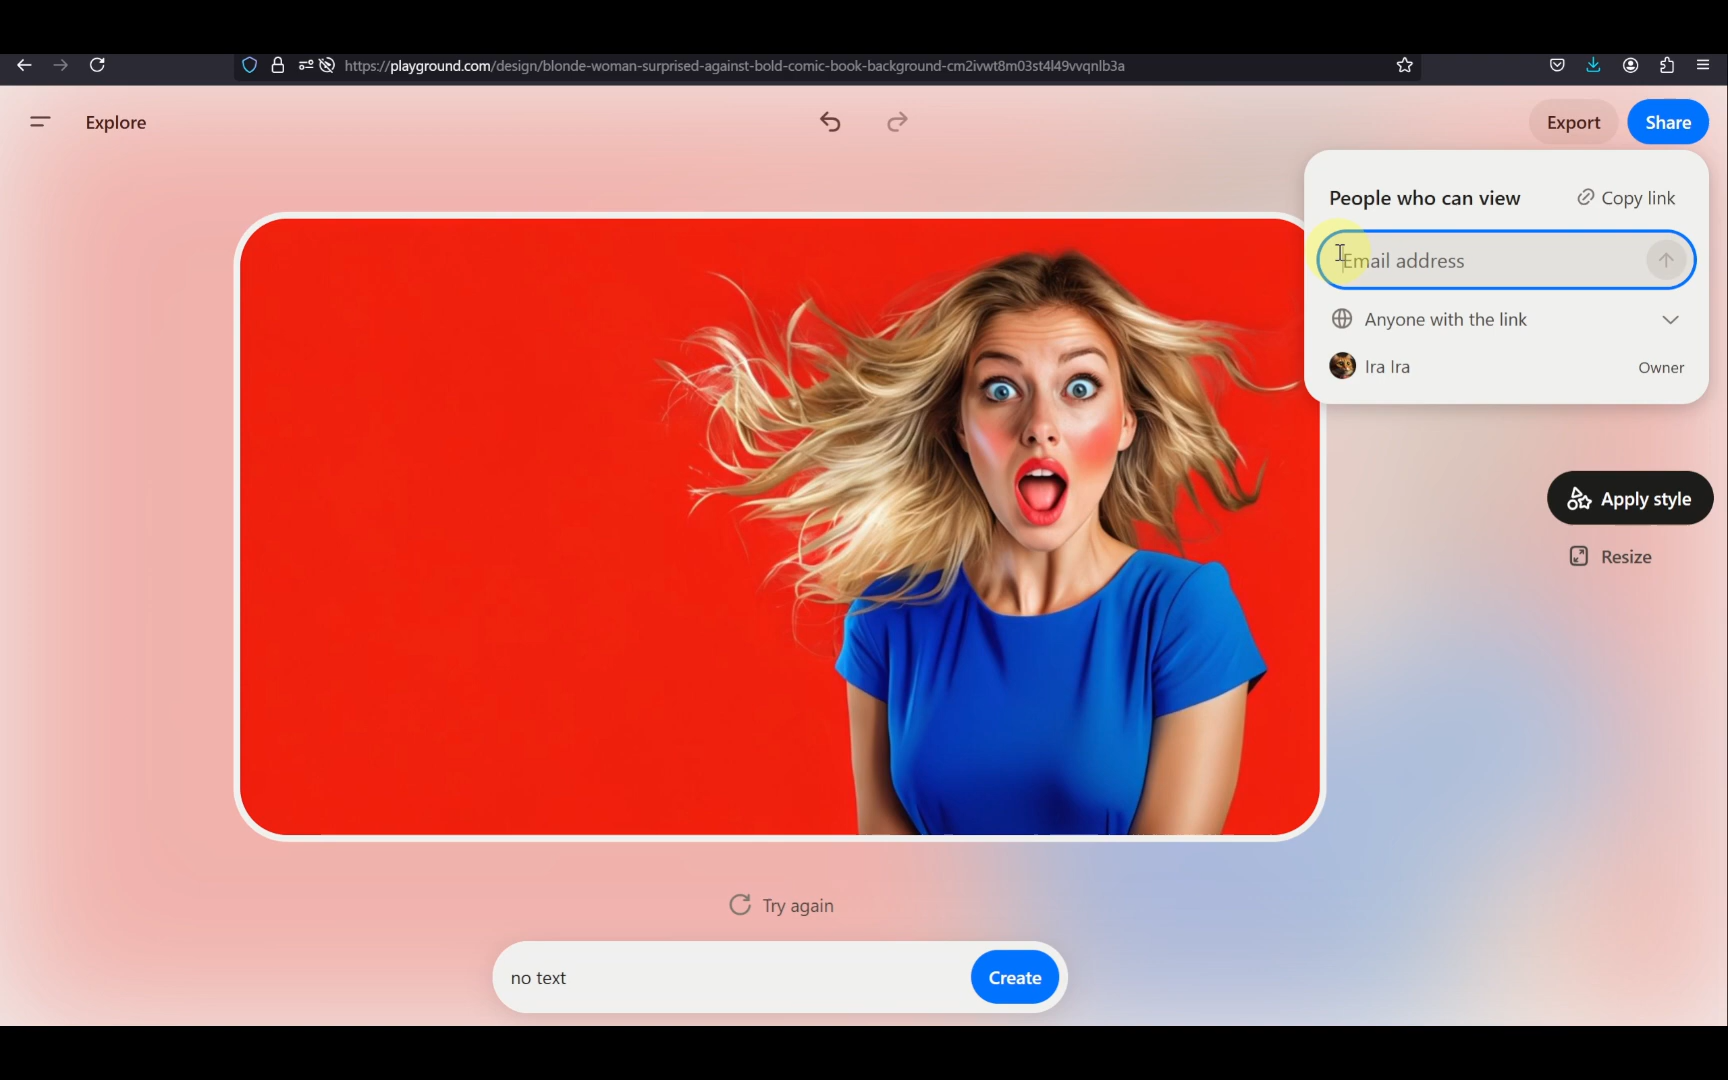 https://playground.com/design/blonde-woman-surprised-against-bold-comic-book-background-cm2ivwt8m03st4l49vvqnlb3a
Explore
Export
Share
People who can view
Copy link
Email address
Anyone with the link
Ira Ira
Owner
Apply style
Resize
Try again
no text
Create